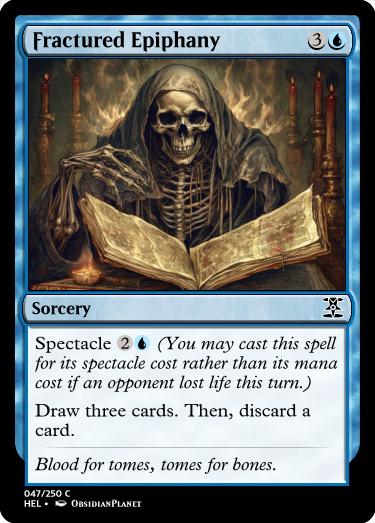 Fractured Epiphany 3
Sorcery
Spectacle 2 (You may cast this spell
for its spectacle cost rather than its mana
cost if an opponent lost life this turn.)
Draw three cards. Then, discard a
card.
Blood for tomes, tomes for bones.
047/250 C
HEL • ObsidianPlanet